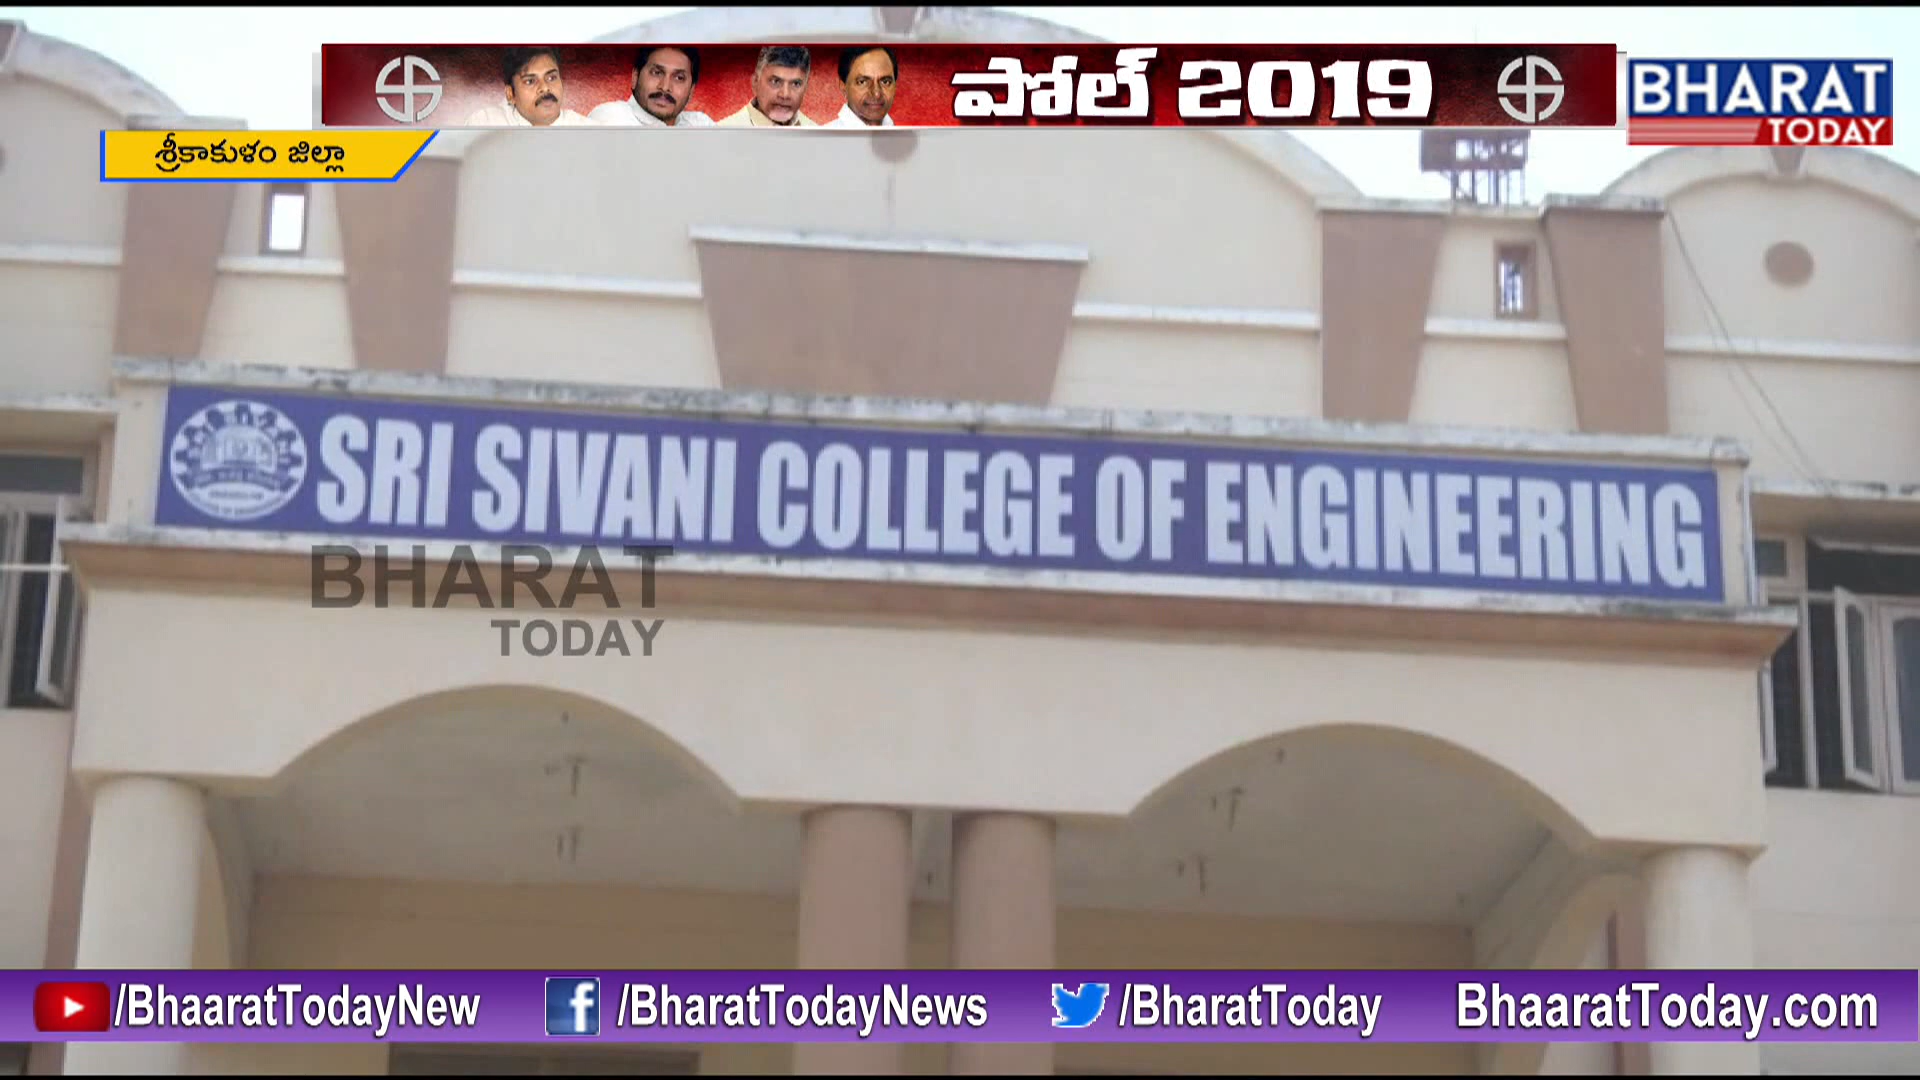 పోల్ 2019
BHARAT
TODAY
శ్రీకాకుళం జిల్లా
SRI SIVANI COLLEGE OF ENGINEERING
BHARAT
TODAY
/BhaaratTodayNew
/BharatTodayNews
/BharatToday
BhaaratToday.com